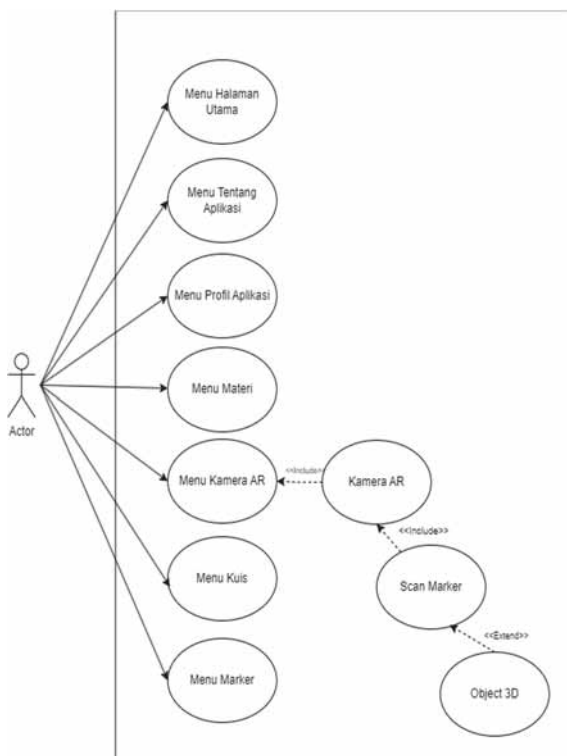 Menu Halaman
Utama
Menu Tentang
Aplikasi
Menu Profil Aplikasi
Menu Materi
Actor
Menu Kamera AR
<<Include>>
Kamera AR
<<Include>>
Menu Kuis
Scan Marker
<<Extend>>
Menu Marker
Object 3D